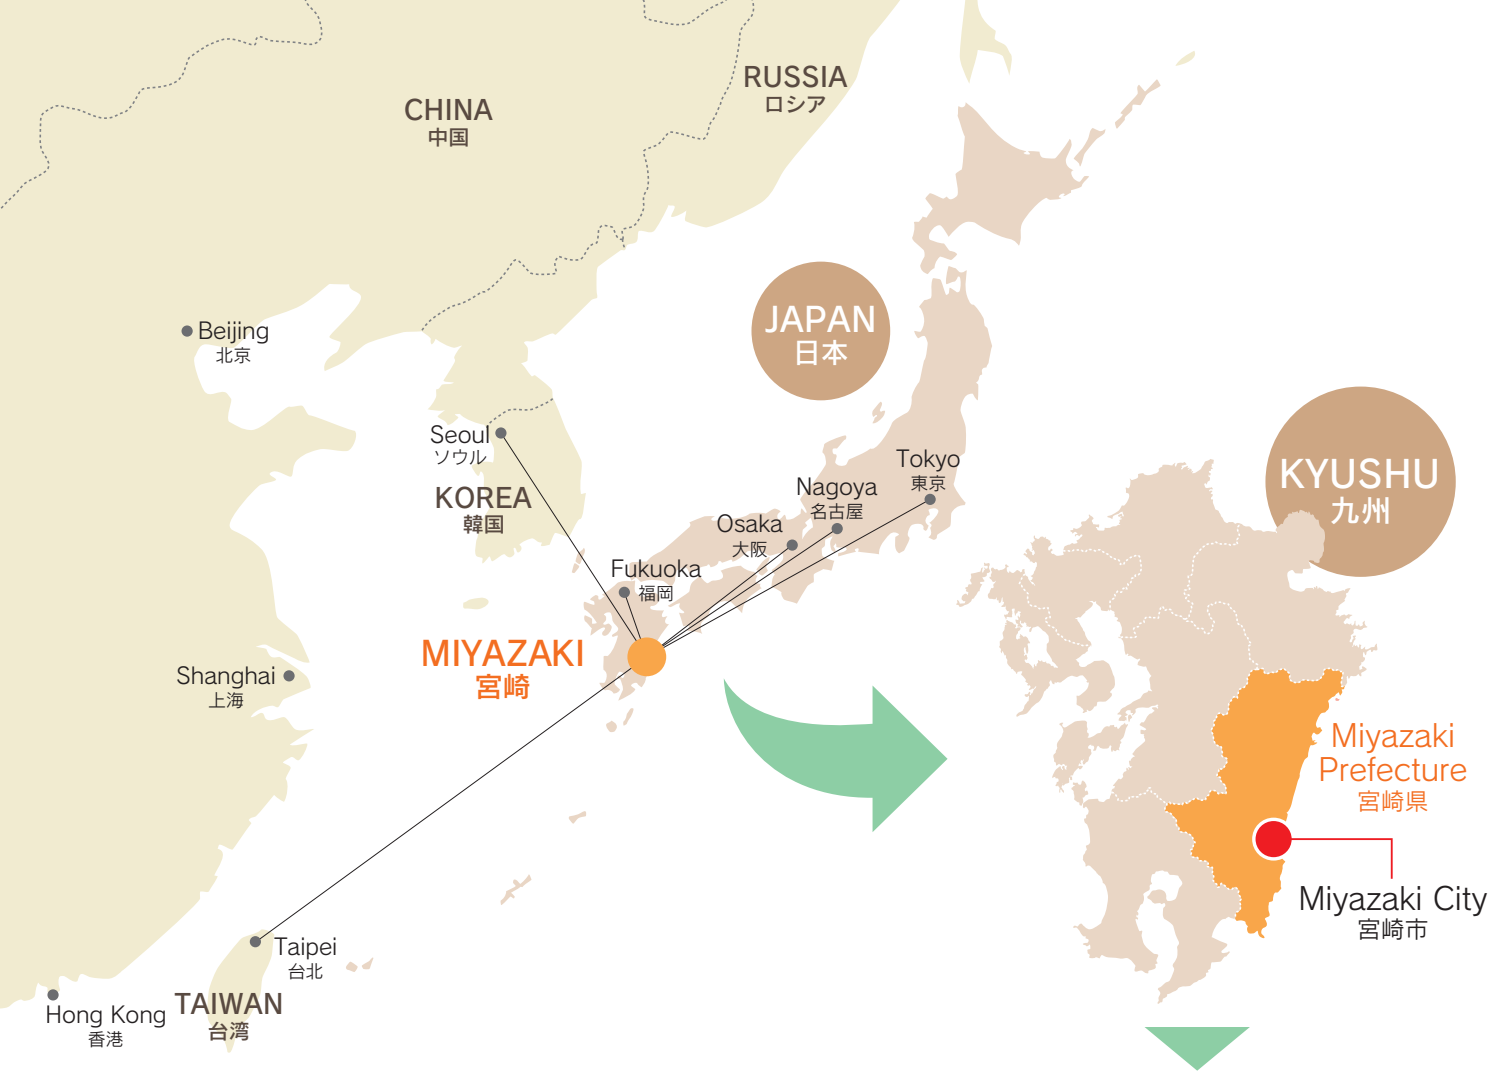 RUSSIA
ロシア
CHINA
中国
JAPAN
日本
Beijing
北京
Seoul
ソウル
KOREA
韓国
Tokyo
東京
Nagoya
名古屋
Osaka
大阪
Fukuoka
福岡
MIYAZAKI
宮崎
Shanghai
上海
Taipei
台北
TAIWAN
台湾
Hong Kong
香港
KYUSHU
九州
Miyazaki
Prefecture
宮崎県
Miyazaki City
宮崎市